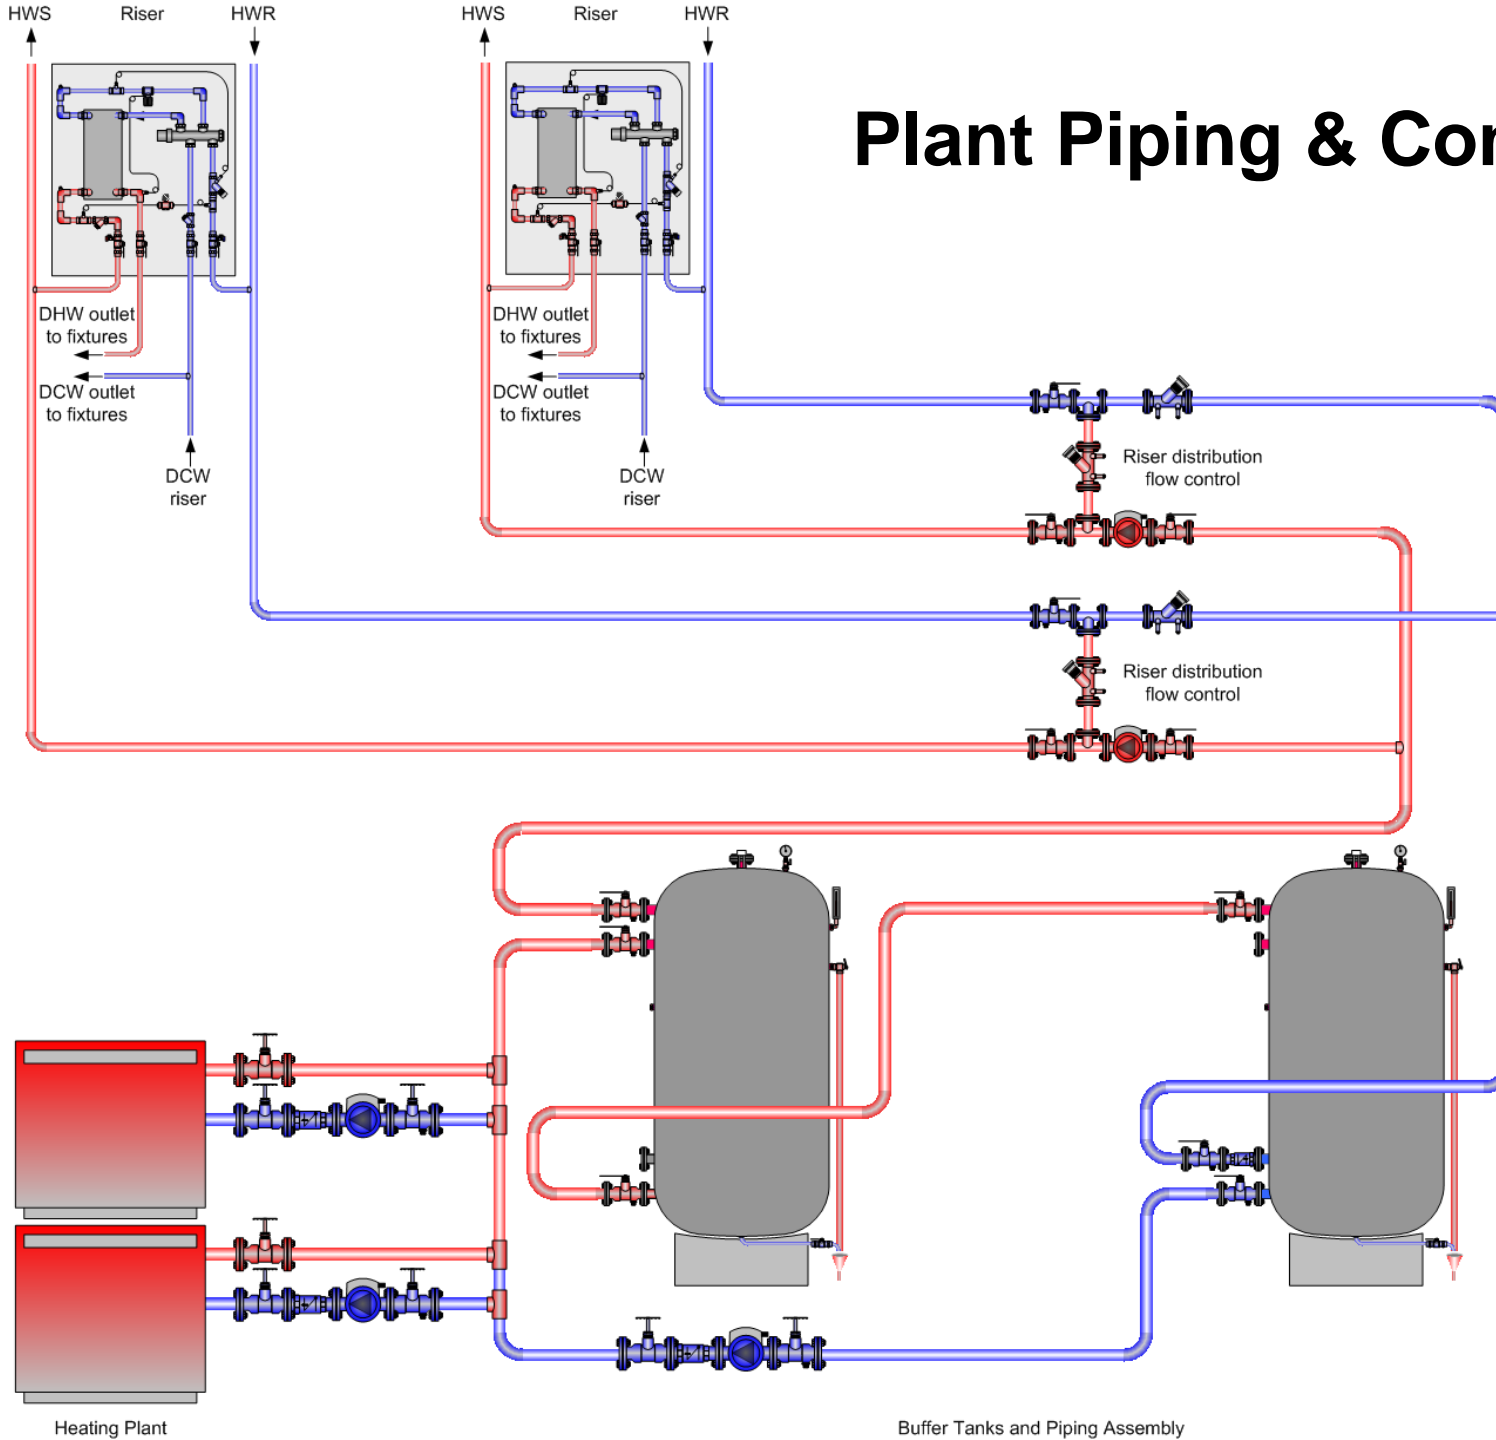 HWS Riser HWR
HWS Riser HWR
Plant Piping & Con
DHW outlet
to fixtures
DCW outlet
to fixtures
DCW
riser
DHW outlet
to fixtures
DCW outlet
to fixtures
DCW
riser
Riser distribution
flow control
Riser distribution
flow control
Heating Plant
Buffer Tanks and Piping Assembly